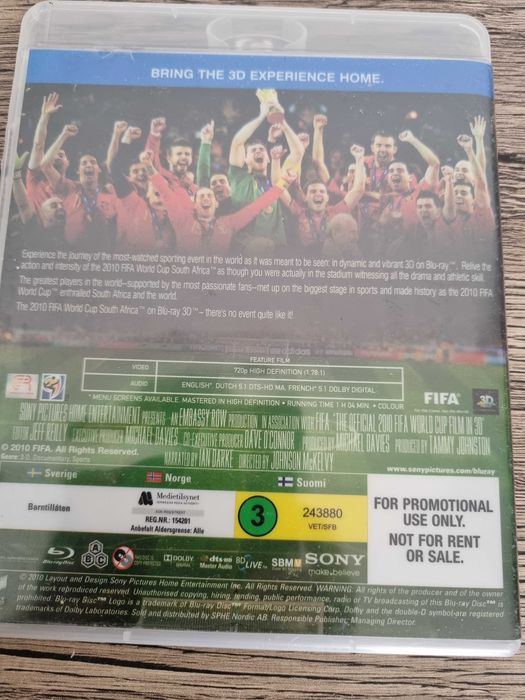 BRING THE 3D EXPERIENCE HOME.
Experience the journey of the most-watched sporting event in the world as it was meant to be seen: in dynamic and vibrant 3D on Blu-ray™. Relive the
action and intensity of the 2010 FIFA World Cup South Africa™ as though you were actually in the stadium witnessing all the drama and athletic skill.
The greatest players in the world–supported by the most passionate fans–met up on the biggest stage in sports and made history as the 2010 FIFA
World Cup™ enthralled South Africa and the world.
The 2010 FIFA World Cup South Africa™ on Blu-ray 3D™ – there's no event quite like it!
FEATURE FILM
VIDEO 720p HIGH DEFINITION (1.78:1)
AUDIO ENGLISH*, DUTCH 5.1 DTS-HD MA, FRENCH* 5.1 DOLBY DIGITAL
* MENU SCREENS AVAILABLE. MASTERED IN HIGH DEFINITION • RUNNING TIME 1 H 04 MIN • COLOUR
FIFA 3D
SONY PICTURES HOME ENTERTAINMENT PRESENTS AN EMBASSY ROW PRODUCTION IN ASSOCIATION WITH FIFA "THE OFFICIAL 2010 FIFA WORLD CUP FILM IN 3D"
EDITOR JEFF REILLY EXECUTIVE PRODUCER MICHAEL DAVIES CO-EXECUTIVE PRODUCER DAVE O'CONNOR PRODUCED BY MICHAEL DAVIES PRODUCED BY TAMMY JOHNSTON
NARRATED BY IAN DARKE DIRECTED BY JOHNSON McKELVY
© 2010 FIFA. All Rights Reserved.
Documentary, Sports
www.sonypictures.com/bluray
Sverige Norge Suomi
Barntillåten
Medietilsynet
REG.NR.: 154201
Anbefalt Aldersgrense: Alle
3
243880
VET/SFB
FOR PROMOTIONAL
USE ONLY.
NOT FOR RENT
OR SALE.
Blu-ray Disc ABC DOLBY dts-HD Master Audio BD LIVE™ SBM SONY
make.believe
© 2010 Layout and Design Sony Pictures Home Entertainment Inc. All Rights Reserved. WARNING: All rights of the producer and of the owner
of the work reproduced reserved. Unauthorised copying, hiring, lending, public performance, radio or TV broadcasting of this Blu-ray Disc™ is
prohibited. Blu-ray Disc™ Logo is a trademark of Blu-ray Disc™ Format/Logo Licensing Corp. Dolby and the double-D symbol are registered
trademarks of Dolby Laboratories. Sold and distributed by SPHE Nordic AB. Responsible Publisher; Managing Director.